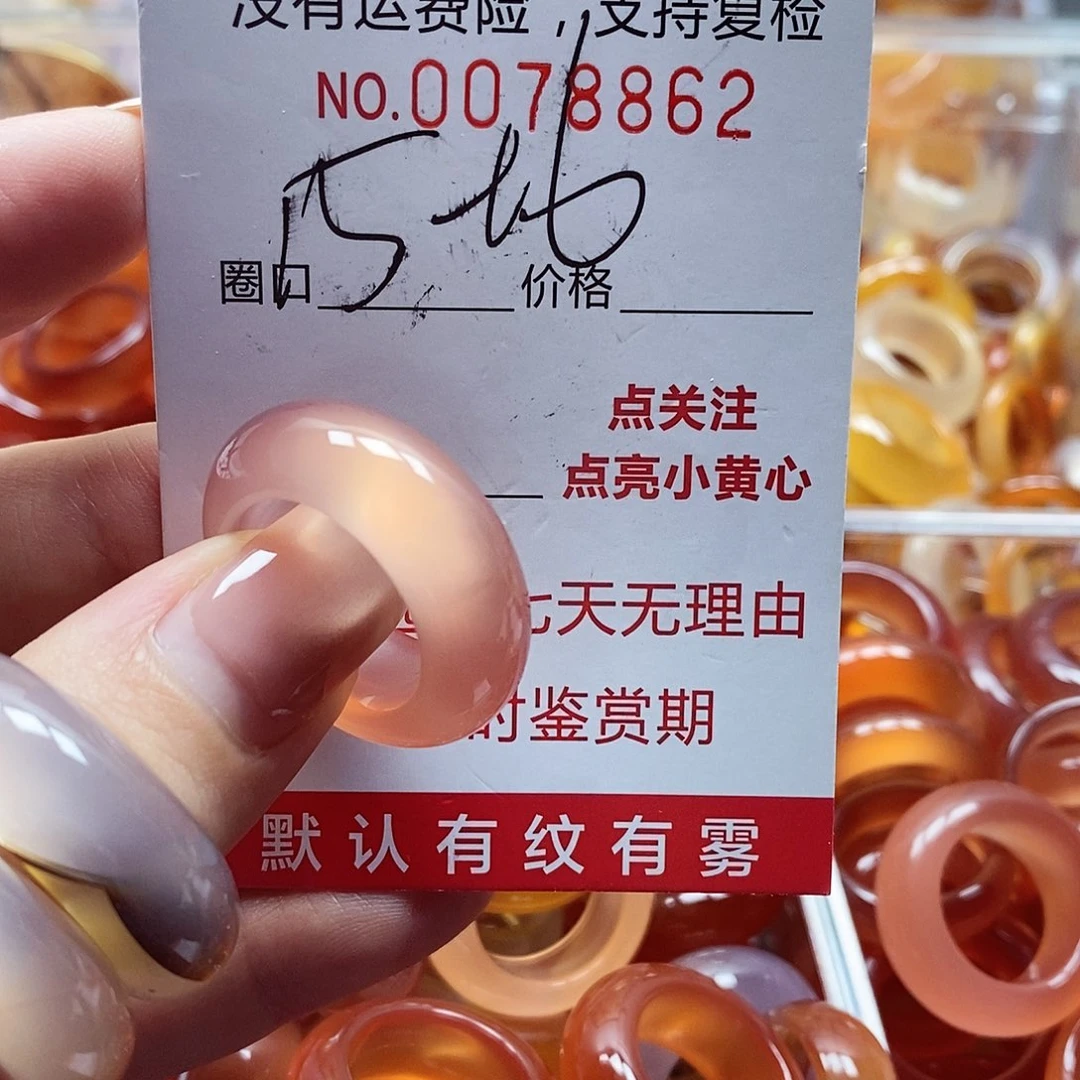 没有运费险，支持复检
NO.0078862
圈口 价格
点关注
点亮小黄心
七天无理由
时鉴赏期
默认有纹有雾